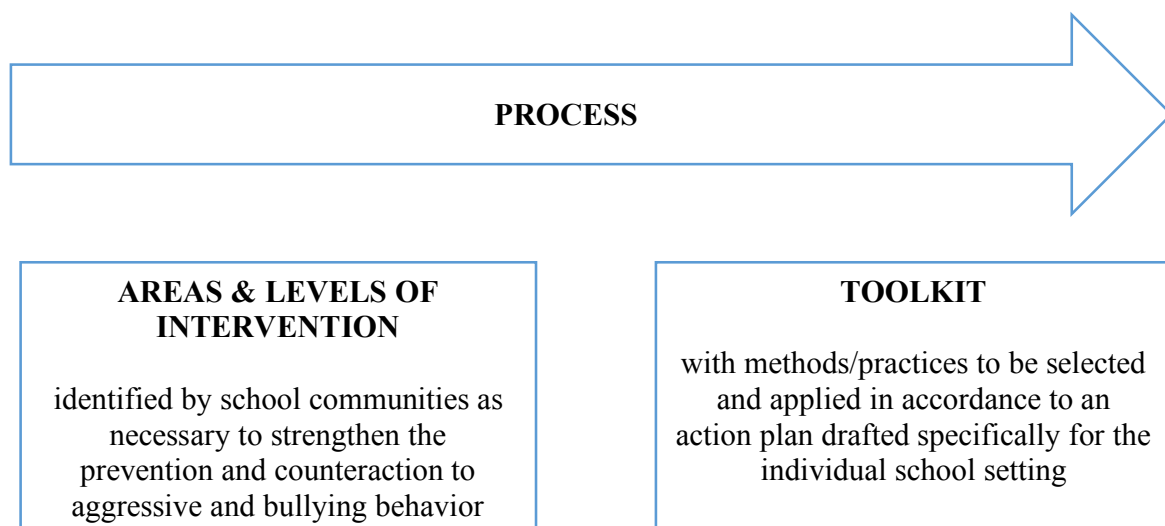 PROCESS
AREAS & LEVELS OF
INTERVENTION
identified by school communities as
necessary to strengthen the
prevention and counteraction to
aggressive and bullying behavior
TOOLKIT
with methods/practices to be selected
and applied in accordance to an
action plan drafted specifically for the
individual school setting